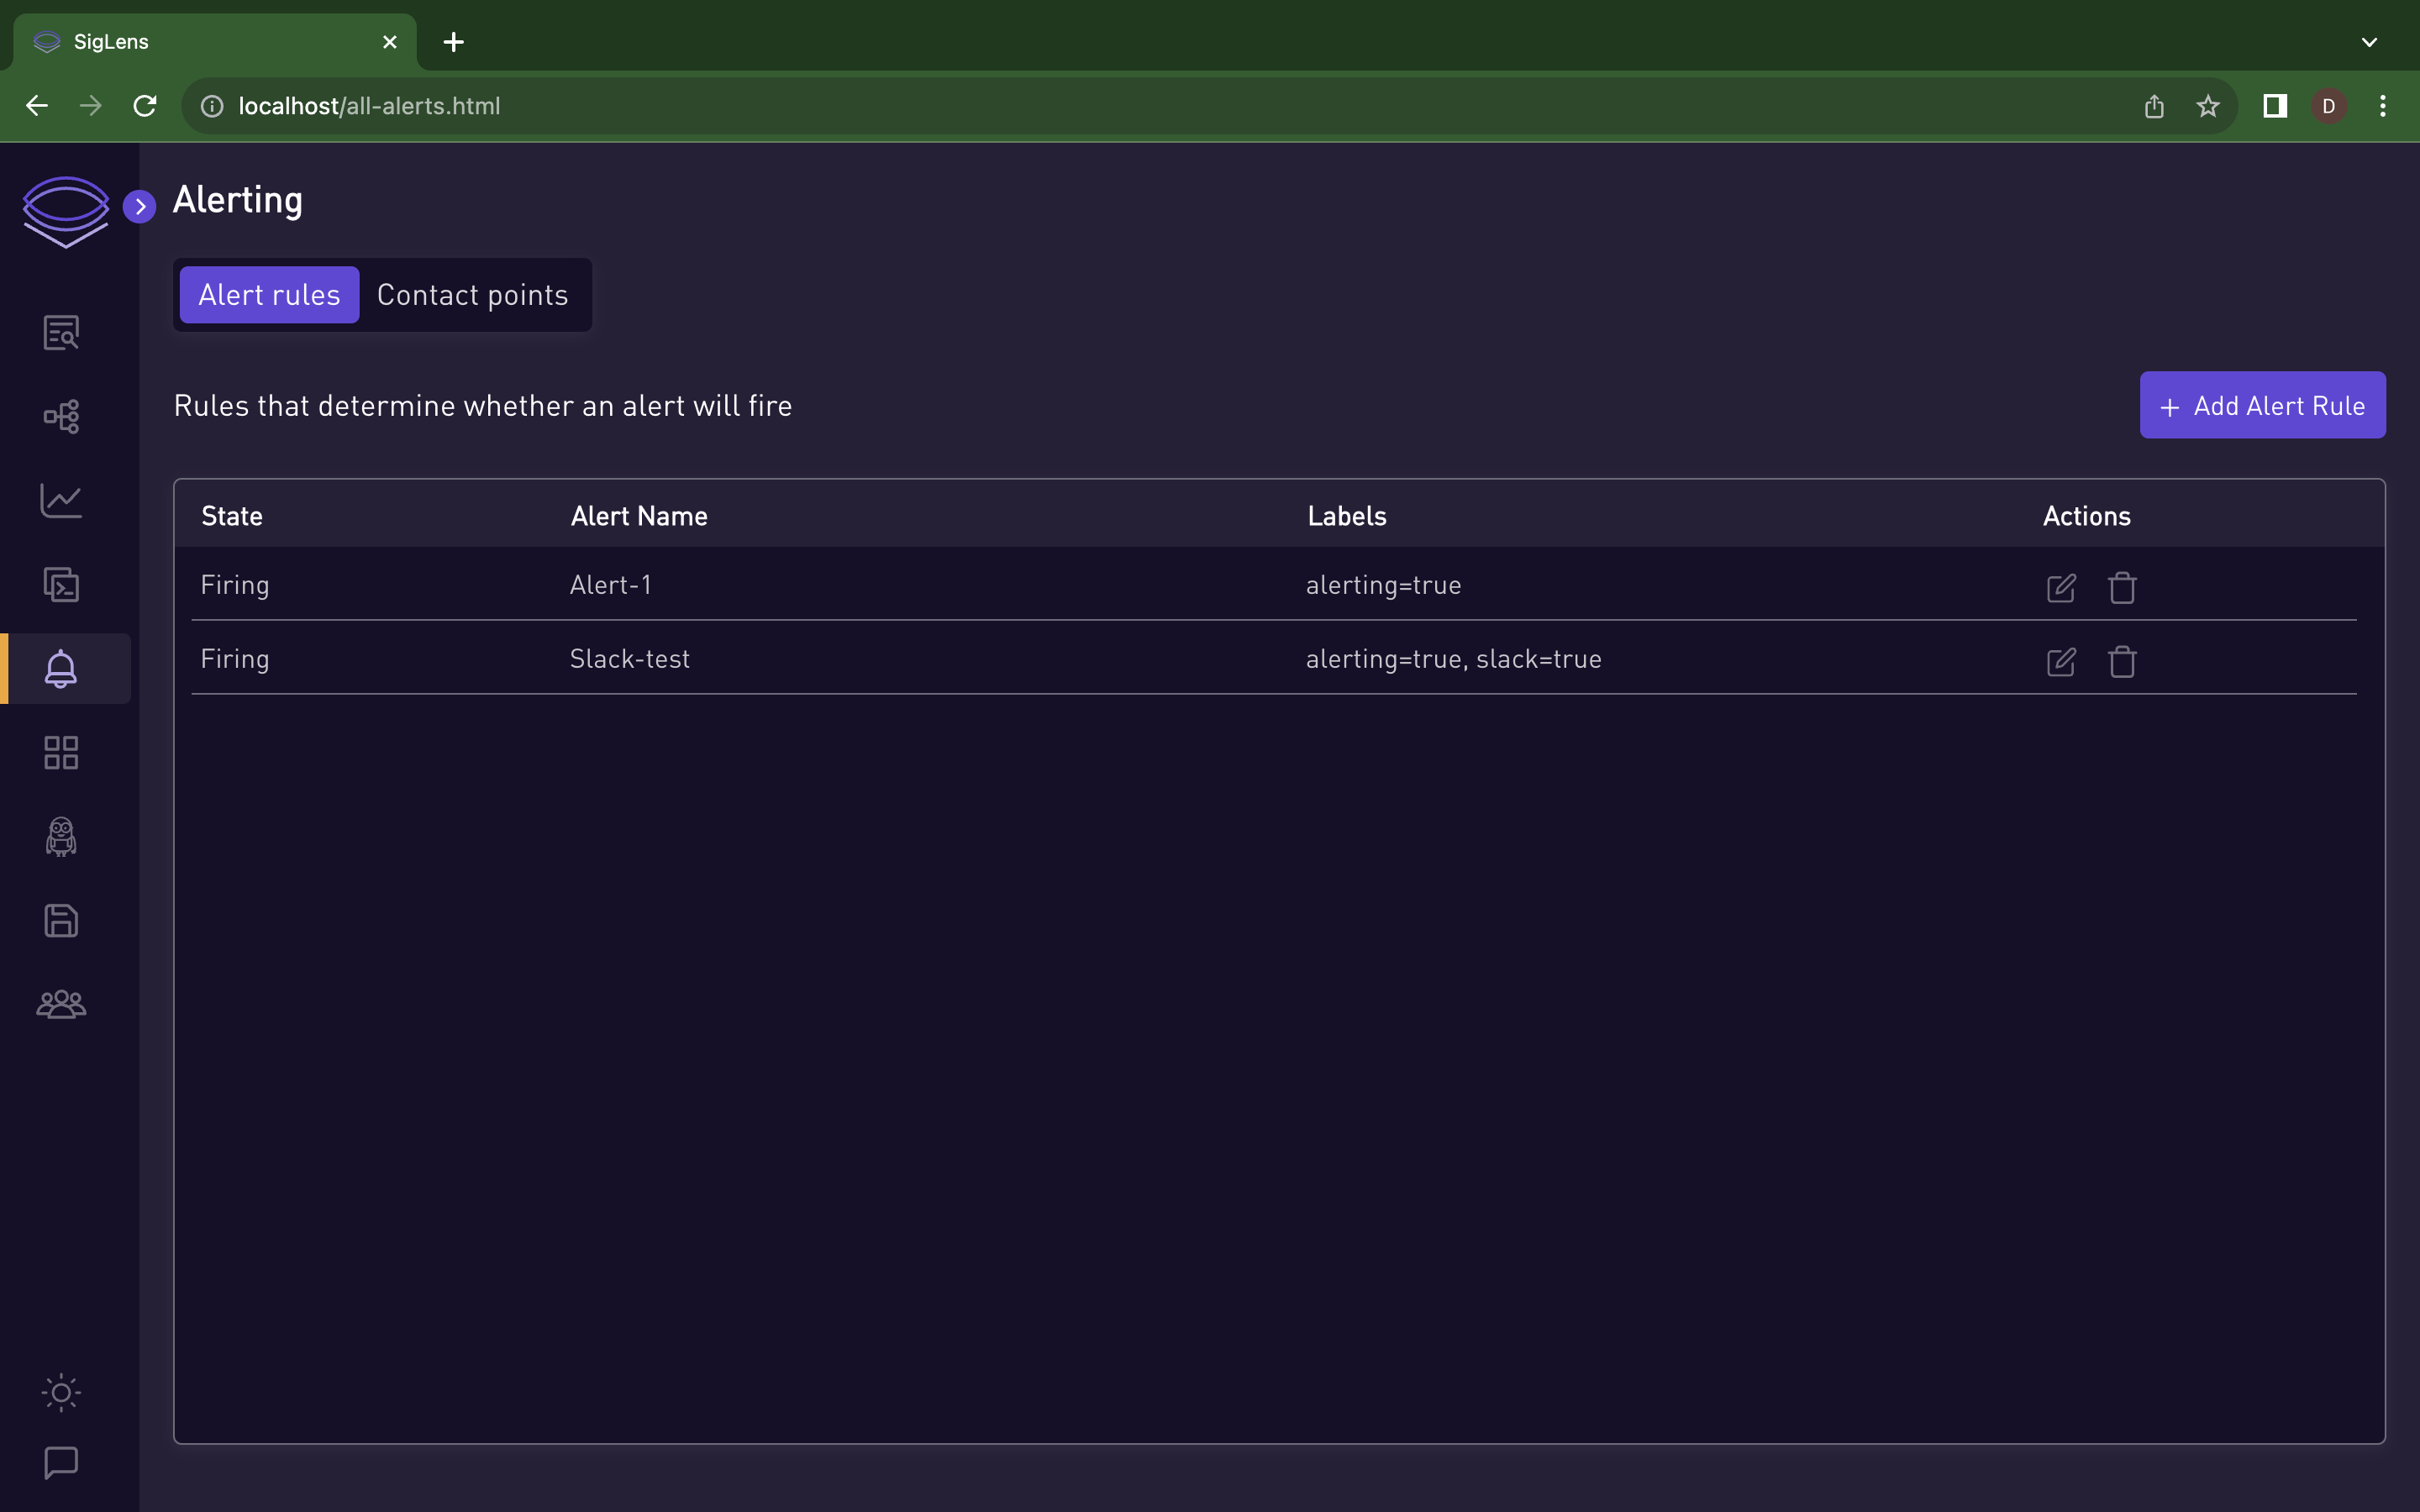 SigLens
localhost/all-alerts.html
D
Alerting
Alert rules Contact points
Rules that determine whether an alert will fire
+ Add Alert Rule
State Alert Name Labels Actions
Firing Alert-1 alerting=true
Firing Slack-test alerting=true, slack=true